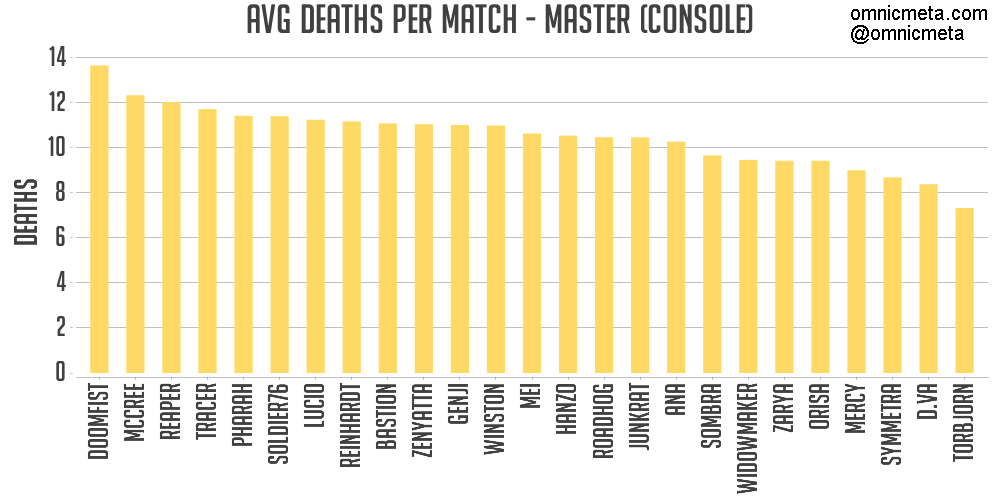 AVG DEATHS PER MATCH - MASTER (CONSOLE)
omnicmeta.com
@omnicmeta
DEATHS
14
12
10
8
6
4
2
0
DOOMFIST
MCCREE
REAPER
TRACER
PHARAH
SOLDIER76
LUCIO
REINHARDT
BASTION
ZENYATTA
GENJI
WINSTON
MEI
HANZO
ROADHOG
JUNKRAT
ANA
SOMBRA
WIDOWMAKER
ZARYA
ORISA
MERCY
SYMMETRA
D.VA
TORBJORN